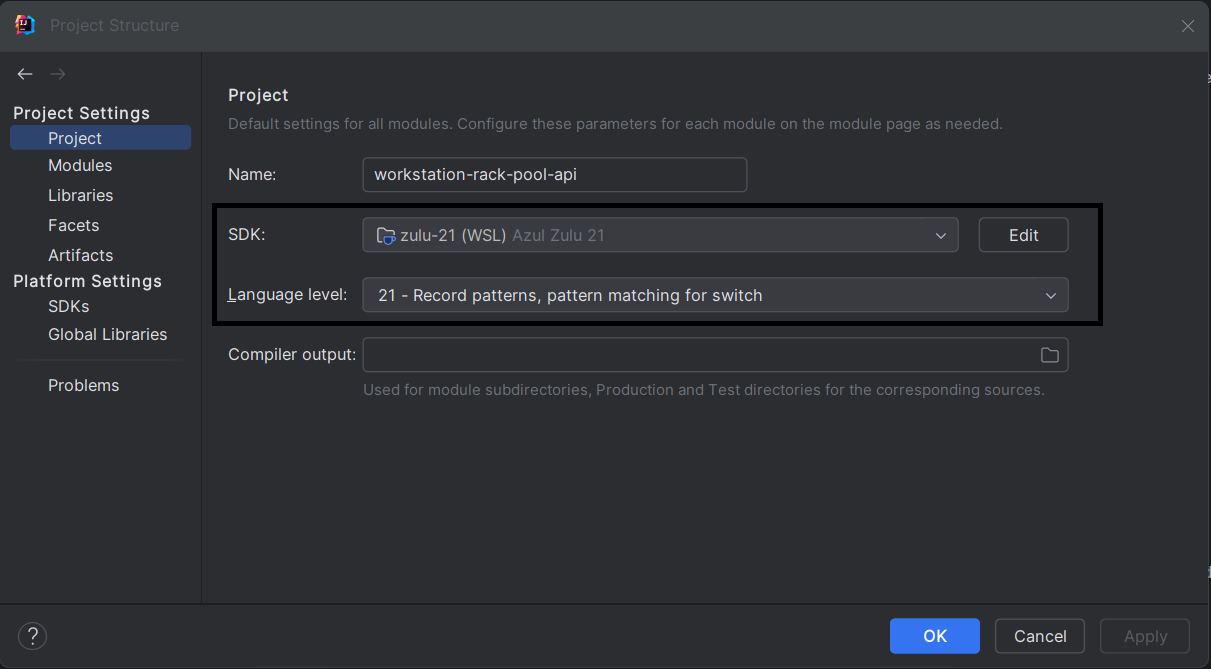 Project Structure
Project Settings
Project
Modules
Libraries
Facets
Artifacts
Platform Settings
SDKs
Global Libraries
Problems
Project
Default settings for all modules. Configure these parameters for each module on the module page as needed.
Name: workstation-rack-pool-api
SDK: zulu-21 (WSL) Azul Zulu 21 Edit
Language level: 21 - Record patterns, pattern matching for switch
Compiler output:
Used for module subdirectories, Production and Test directories for the corresponding sources.
? OK Cancel Apply